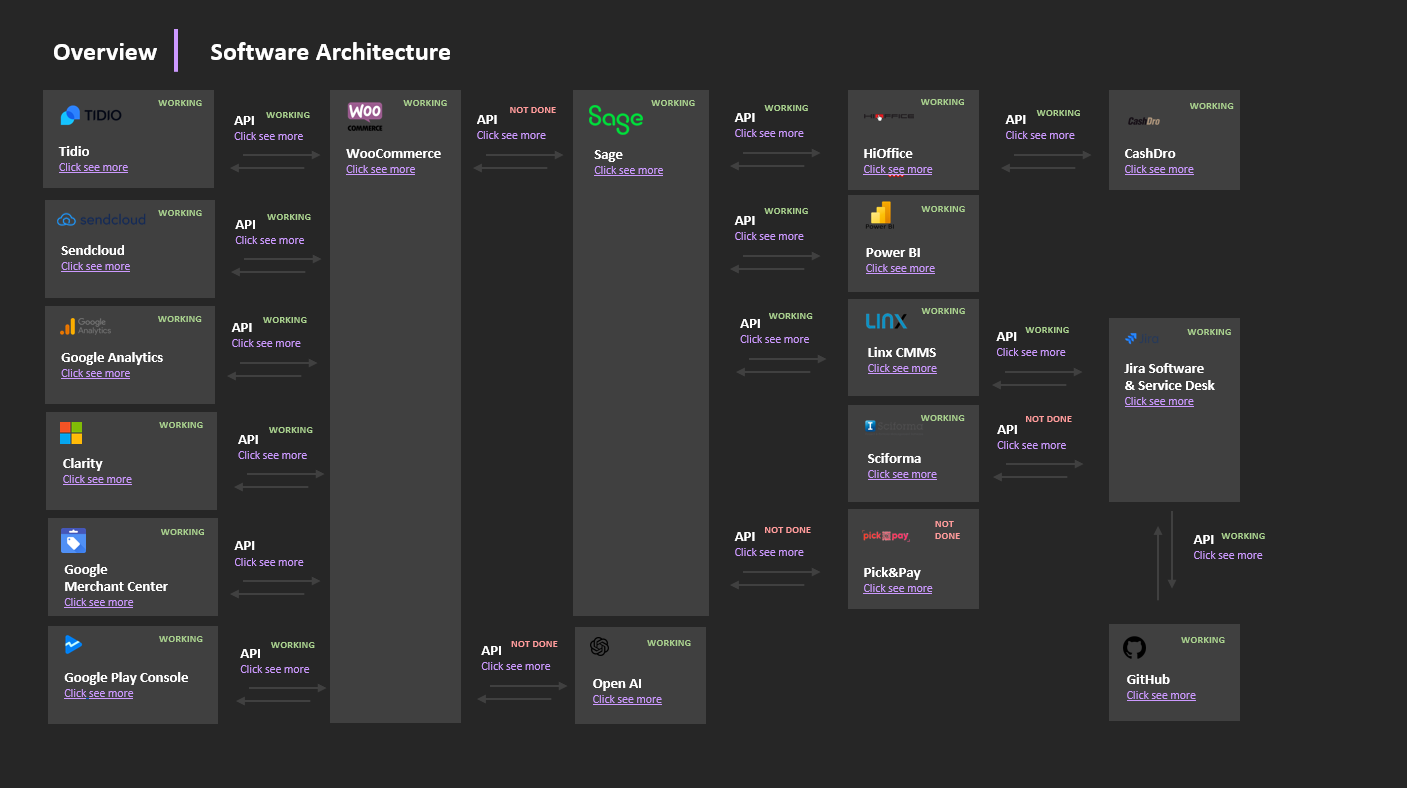 Overview
Software Architecture
TIDIO
WORKING
Tidio
Click see more
API
WORKING
Click see more
WOO
COMMERCE
WORKING
WooCommerce
Click see more
API
NOT DONE
Click see more
Sage
WORKING
Sage
Click see more
API
WORKING
Click see more
HIOFFICE
WORKING
HiOffice
Click see more
API
WORKING
Click see more
CashDro
WORKING
CashDro
Click see more
sendcloud
WORKING
Sendcloud
Click see more
API
WORKING
Click see more
API
WORKING
Click see more
Power BI
WORKING
Power BI
Click see more
Google
Analytics
WORKING
Google Analytics
Click see more
API
WORKING
Click see more
API
WORKING
Click see more
LINX
WORKING
Linx CMMS
Click see more
API
WORKING
Click see more
Jira
WORKING
Jira Software
& Service Desk
Click see more
WORKING
Clarity
Click see more
API
WORKING
Click see more
Sciforma
WORKING
Sciforma
Click see more
API
NOT DONE
Click see more
WORKING
Google
Merchant Center
Click see more
API
Click see more
API
NOT DONE
Click see more
pick pay
NOT
DONE
Pick&Pay
Click see more
API
WORKING
Click see more
WORKING
Google Play Console
Click see more
API
WORKING
Click see more
API
NOT DONE
Click see more
WORKING
Open AI
Click see more
WORKING
GitHub
Click see more